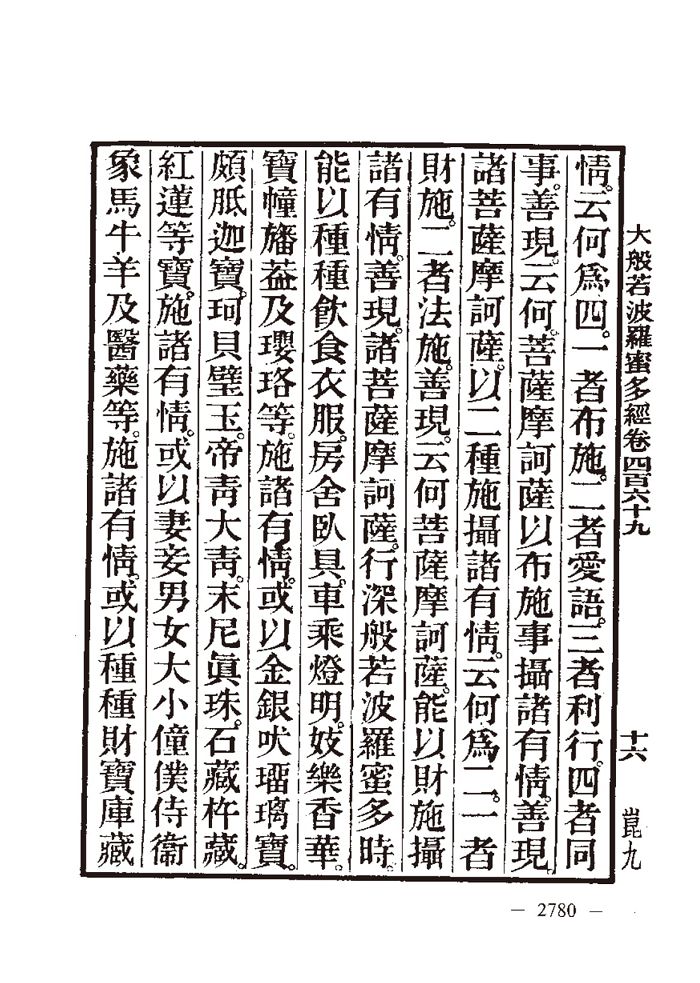 大般若波羅蜜多經卷四百六十九
十六
崑九
情。云何爲四。一者布施。二者愛語。三者利行。四者同
事。善現。云何。菩薩摩訶薩以布施事攝諸有情。善現。
諸菩薩摩訶薩。以二種施攝諸有情。云何爲二。一者
財施。二者法施。善現。云何菩薩摩訶薩。能以財施攝
諸有情。善現。諸菩薩摩訶薩。行深般若波羅蜜多時。
能以種種飲食衣服。房舍臥具。車乘燈明。妓樂香華。
寶幢旛葢及瓔珞等。施諸有情。或以金銀吠瑠璃寶。
頗胝迦寶。珂貝璧玉。帝青大青。末尼眞珠。石藏杵藏。
紅蓮等寶。施諸有情。或以妻妾男女大小僮僕侍衞
象馬牛羊及醫藥等。施諸有情。或以種種財寶庫藏
— 2780 —